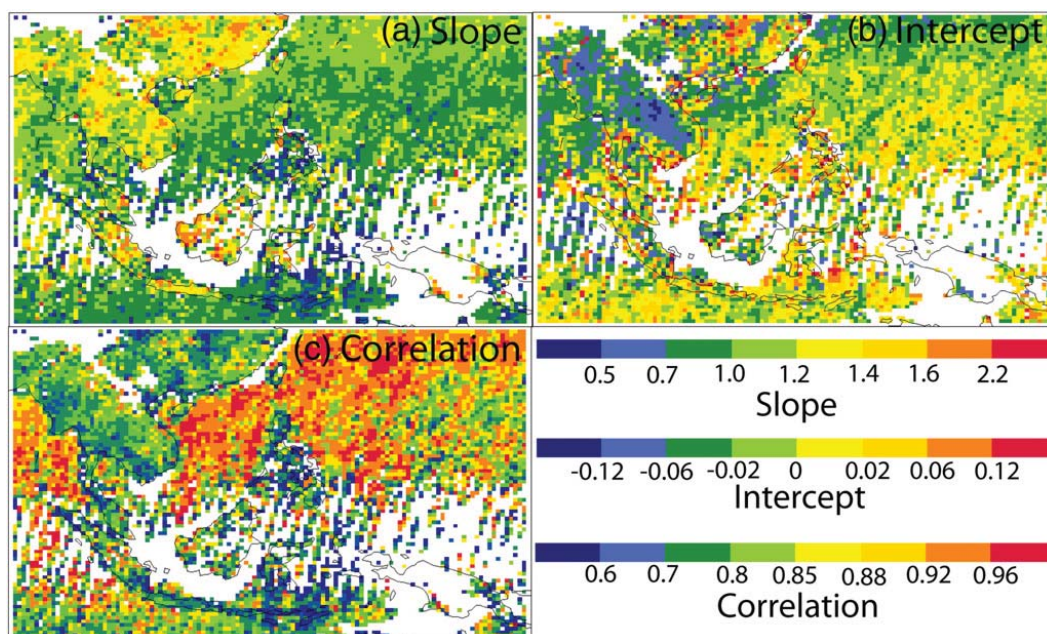 (a) Slope
(b) Intercept
(c) Correlation
0.5 0.7 1.0 1.2 1.4 1.6 2.2
Slope
-0.12 -0.06 -0.02 0 0.02 0.06 0.12
Intercept
0.6 0.7 0.8 0.85 0.88 0.92 0.96
Correlation